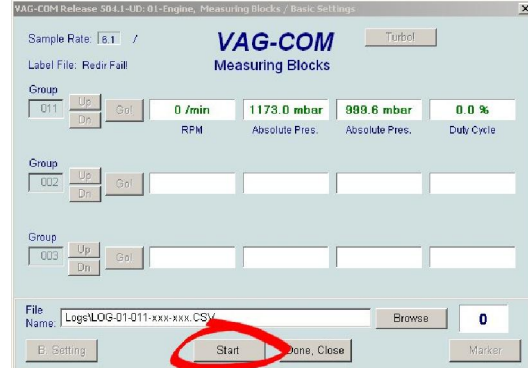 VAG-COM Release 504.1-UD: 01-Engine, Measuring Blocks / Basic Settings
Sample Rate: 6.1 /
VAG-COM
Turbo!
Label File: Redir Fail!
Measuring Blocks
Group
011 Up Dn Go! 0 /min 1173.0 mbar 999.6 mbar 0.0 %
RPM Absolute Pres. Absolute Pres. Duty Cycle
Group
002 Up Dn Go!
Group
003 Up Dn Go!
File Name: Logs\LOG-01-011-xxx-xxx.CSV Browse 0
B. Setting Start Done, Close Marker